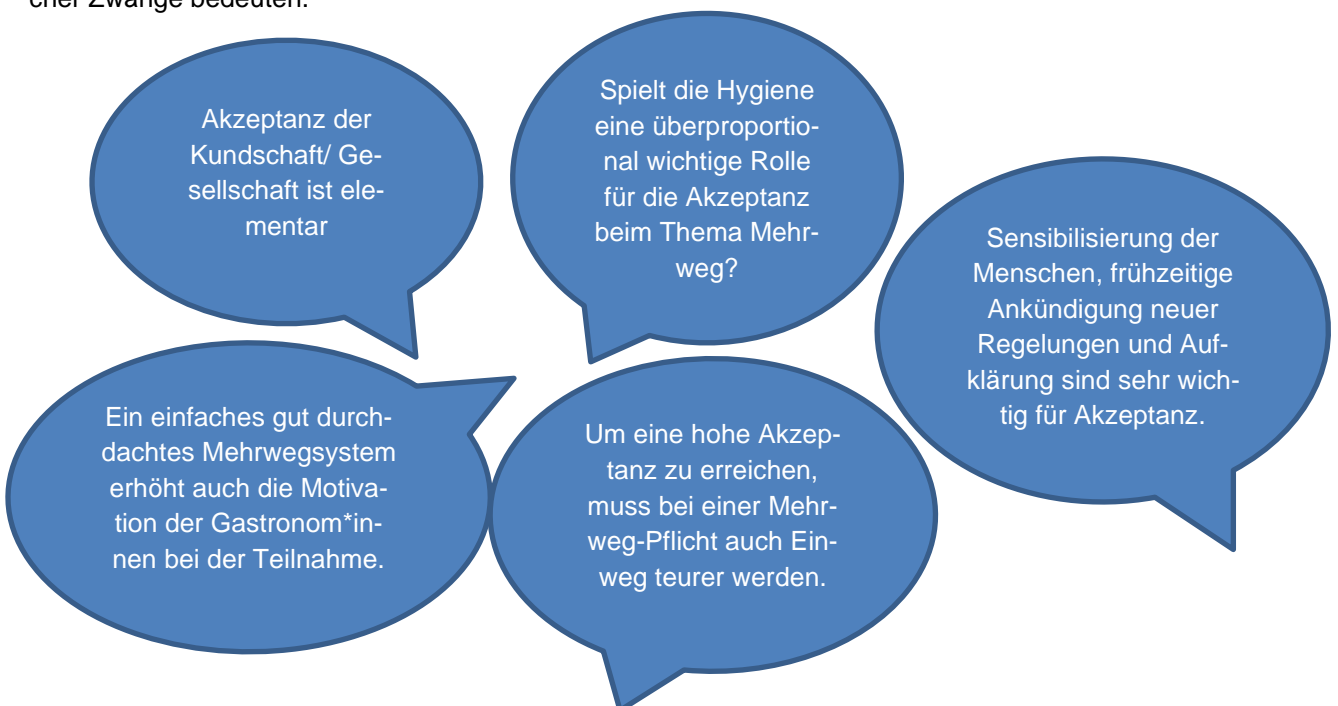 cher Zwänge bedeuten.
Akzeptanz der
Kundschaft/ Ge-
sellschaft ist ele-
mentar
Spielt die Hygiene
eine überproportio-
nal wichtige Rolle
für die Akzeptanz
beim Thema Mehr-
weg?
Sensibilisierung der
Menschen, frühzeitige
Ankündigung neuer
Regelungen und Auf-
klärung sind sehr wich-
tig für Akzeptanz.
Ein einfaches gut durch-
dachtes Mehrwegsystem
erhöht auch die Motiva-
tion der Gastronom*in-
nen bei der Teilnahme.
Um eine hohe Akzep-
tanz zu erreichen,
muss bei einer Mehr-
weg-Pflicht auch Ein-
weg teurer werden.